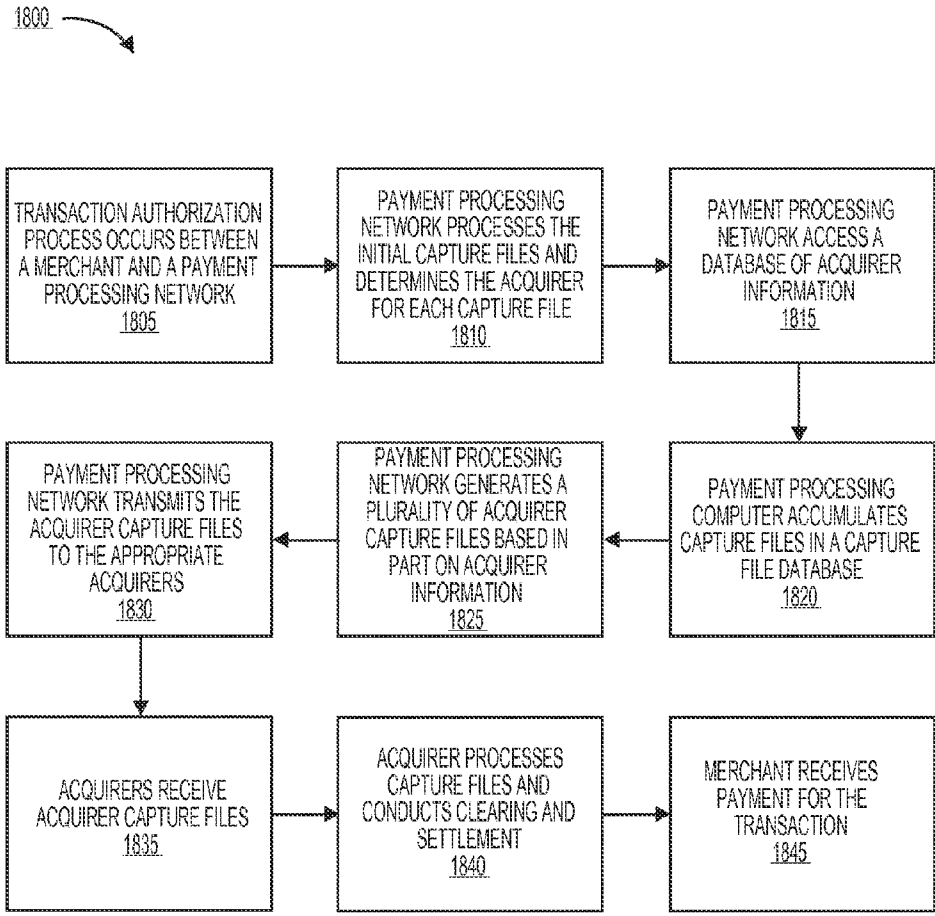 1800
TRANSACTION AUTHORIZATION
PROCESS OCCURS BETWEEN
A MERCHANT AND A PAYMENT
PROCESSING NETWORK
1805
PAYMENT PROCESSING
NETWORK PROCESSES THE
INITIAL CAPTURE FILES AND
DETERMINES THE ACQUIRER
FOR EACH CAPTURE FILE
1810
PAYMENT PROCESSING
NETWORK ACCESS A
DATABASE OF ACQUIRER
INFORMATION
1815
PAYMENT PROCESSING
COMPUTER ACCUMULATES
CAPTURE FILES IN A CAPTURE
FILE DATABASE
1820
PAYMENT PROCESSING
NETWORK GENERATES A
PLURALITY OF ACQUIRER
CAPTURE FILES BASED IN
PART ON ACQUIRER
INFORMATION
1825
PAYMENT PROCESSING
NETWORK TRANSMITS THE
ACQUIRER CAPTURE FILES
TO THE APPROPRIATE
ACQUIRERS
1830
ACQUIRERS RECEIVE
ACQUIRER CAPTURE FILES
1835
ACQUIRER PROCESSES
CAPTURE FILES AND
CONDUCTS CLEARING AND
SETTLEMENT
1840
MERCHANT RECEIVES
PAYMENT FOR THE
TRANSACTION
1845